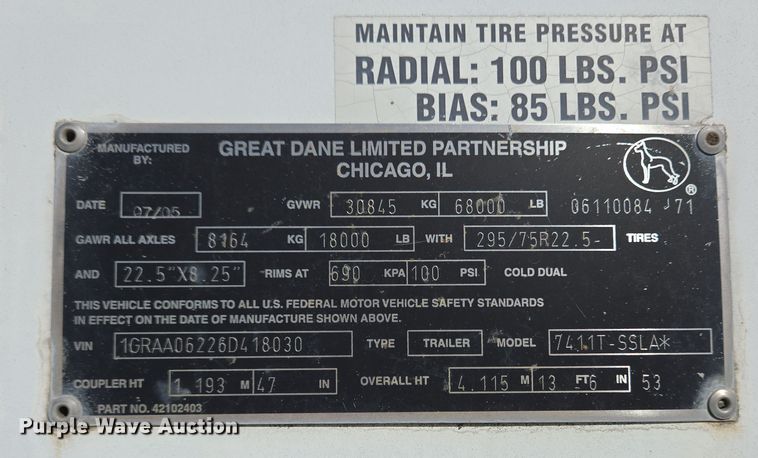 MAINTAIN TIRE PRESSURE AT
RADIAL: 100 LBS. PSI
BIAS: 85 LBS. PSI
MANUFACTURED BY: GREAT DANE LIMITED PARTNERSHIP
CHICAGO, IL
®
DATE 07/05 GVWR 30845 KG 68000 LB 06110084 J71
GAWR ALL AXLES 8164 KG 18000 LB WITH 295/75R22.5- TIRES
AND 22.5"X8.25" RIMS AT 690 KPA 100 PSI COLD DUAL
THIS VEHICLE CONFORMS TO ALL U.S. FEDERAL MOTOR VEHICLE SAFETY STANDARDS
IN EFFECT ON THE DATE OF MANUFACTURE SHOWN ABOVE.
VIN 1GRAA06226D418030 TYPE TRAILER MODEL 7411T-SSLA*
COUPLER HT 1.193 M 47 IN OVERALL HT 4.115 M 13 FT-6 IN 53
PART NO. 42102403
Purple Wave Auction